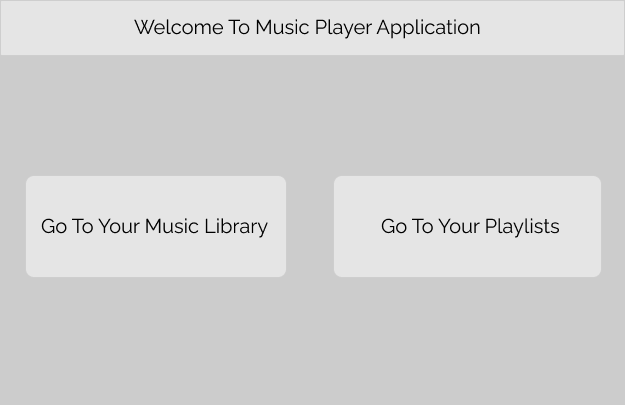 Welcome To Music Player Application
Go To Your Music Library
Go To Your Playlists